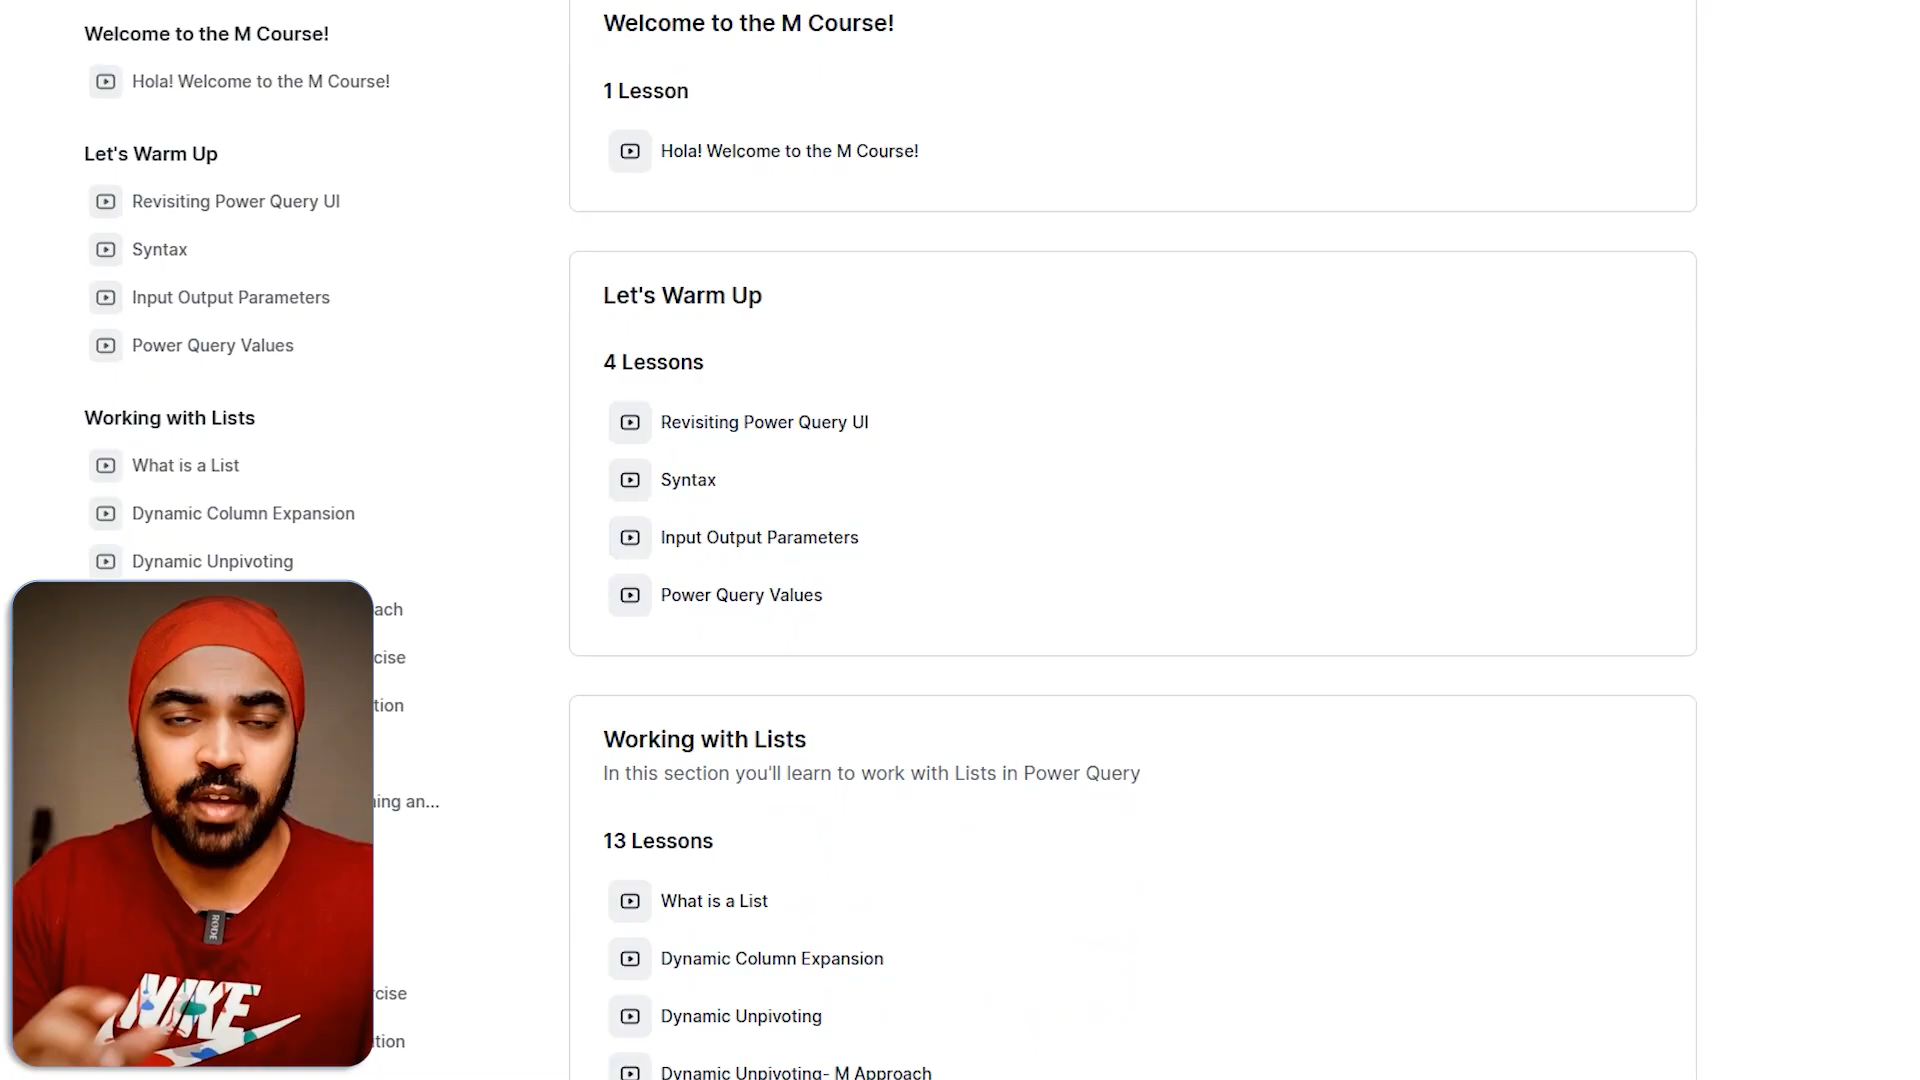 Welcome to the M Course!
Hola! Welcome to the M Course!
Let's Warm Up
Revisiting Power Query UI
Syntax
Input Output Parameters
Power Query Values
Working with Lists
What is a List
Dynamic Column Expansion
Dynamic Unpivoting
ach
cise
tion
ning an...
rcise
ition
RODE
NIKE
Welcome to the M Course!
1 Lesson
Hola! Welcome to the M Course!
Let's Warm Up
4 Lessons
Revisiting Power Query UI
Syntax
Input Output Parameters
Power Query Values
Working with Lists
In this section you'll learn to work with Lists in Power Query
13 Lessons
What is a List
Dynamic Column Expansion
Dynamic Unpivoting
Dynamic Unpivoting- M Approach